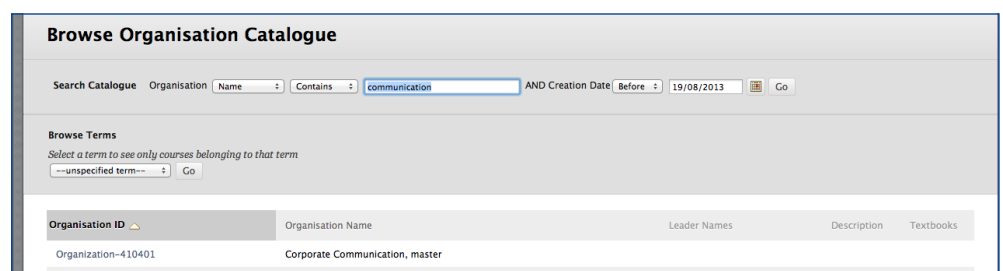 Browse Organisation Catalogue
Search Catalogue Organisation Name Contains communication AND Creation Date Before 19/08/2013 Go
Browse Terms
Select a term to see only courses belonging to that term
--unspecified term-- Go
Organisation ID Organisation Name Leader Names Description Textbooks
Organization-410401 Corporate Communication, master